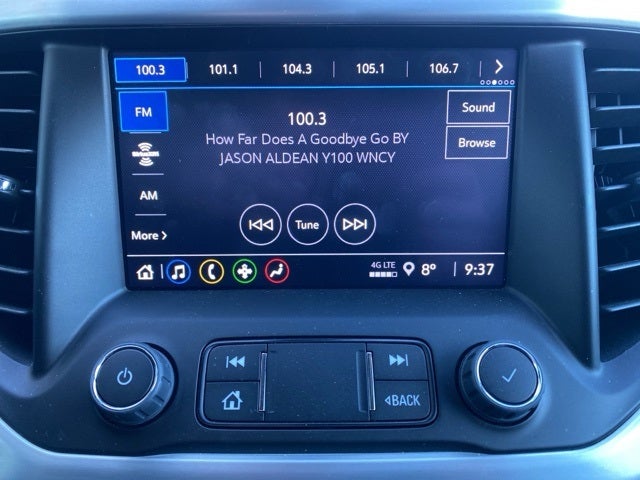 100.3 101.1 104.3 105.1 106.7
FM
100.3
Sound
How Far Does A Goodbye Go BY
JASON ALDEAN Y100 WNCY
Browse
SIRIUSXM
AM
Tune
More
4G LTE
8° 9:37
BACK